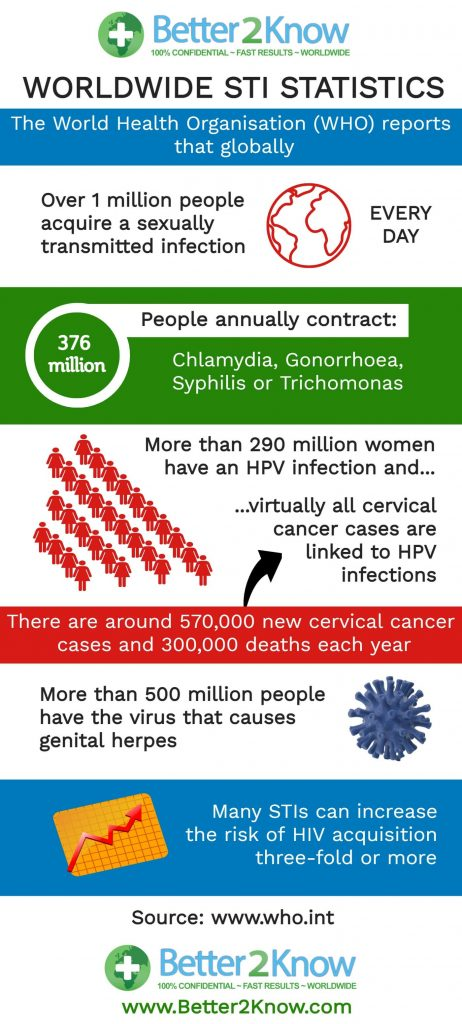 Better2Know
100% CONFIDENTIAL ~ FAST RESULTS ~ WORLDWIDE
WORLDWIDE STI STATISTICS
The World Health Organisation (WHO) reports
that globally
Over 1 million people
acquire a sexually
transmitted infection
EVERY
DAY
376
million
People annually contract:
Chlamydia, Gonorrhoea,
Syphilis or Trichomonas
More than 290 million women
have an HPV infection and...
...virtually all cervical
cancer cases are
linked to HPV
infections
There are around 570,000 new cervical cancer
cases and 300,000 deaths each year
More than 500 million people
have the virus that causes
genital herpes
Many STIs can increase
the risk of HIV acquisition
three-fold or more
Source: www.who.int
Better2Know
100% CONFIDENTIAL ~ FAST RESULTS ~ WORLDWIDE
www.Better2Know.com